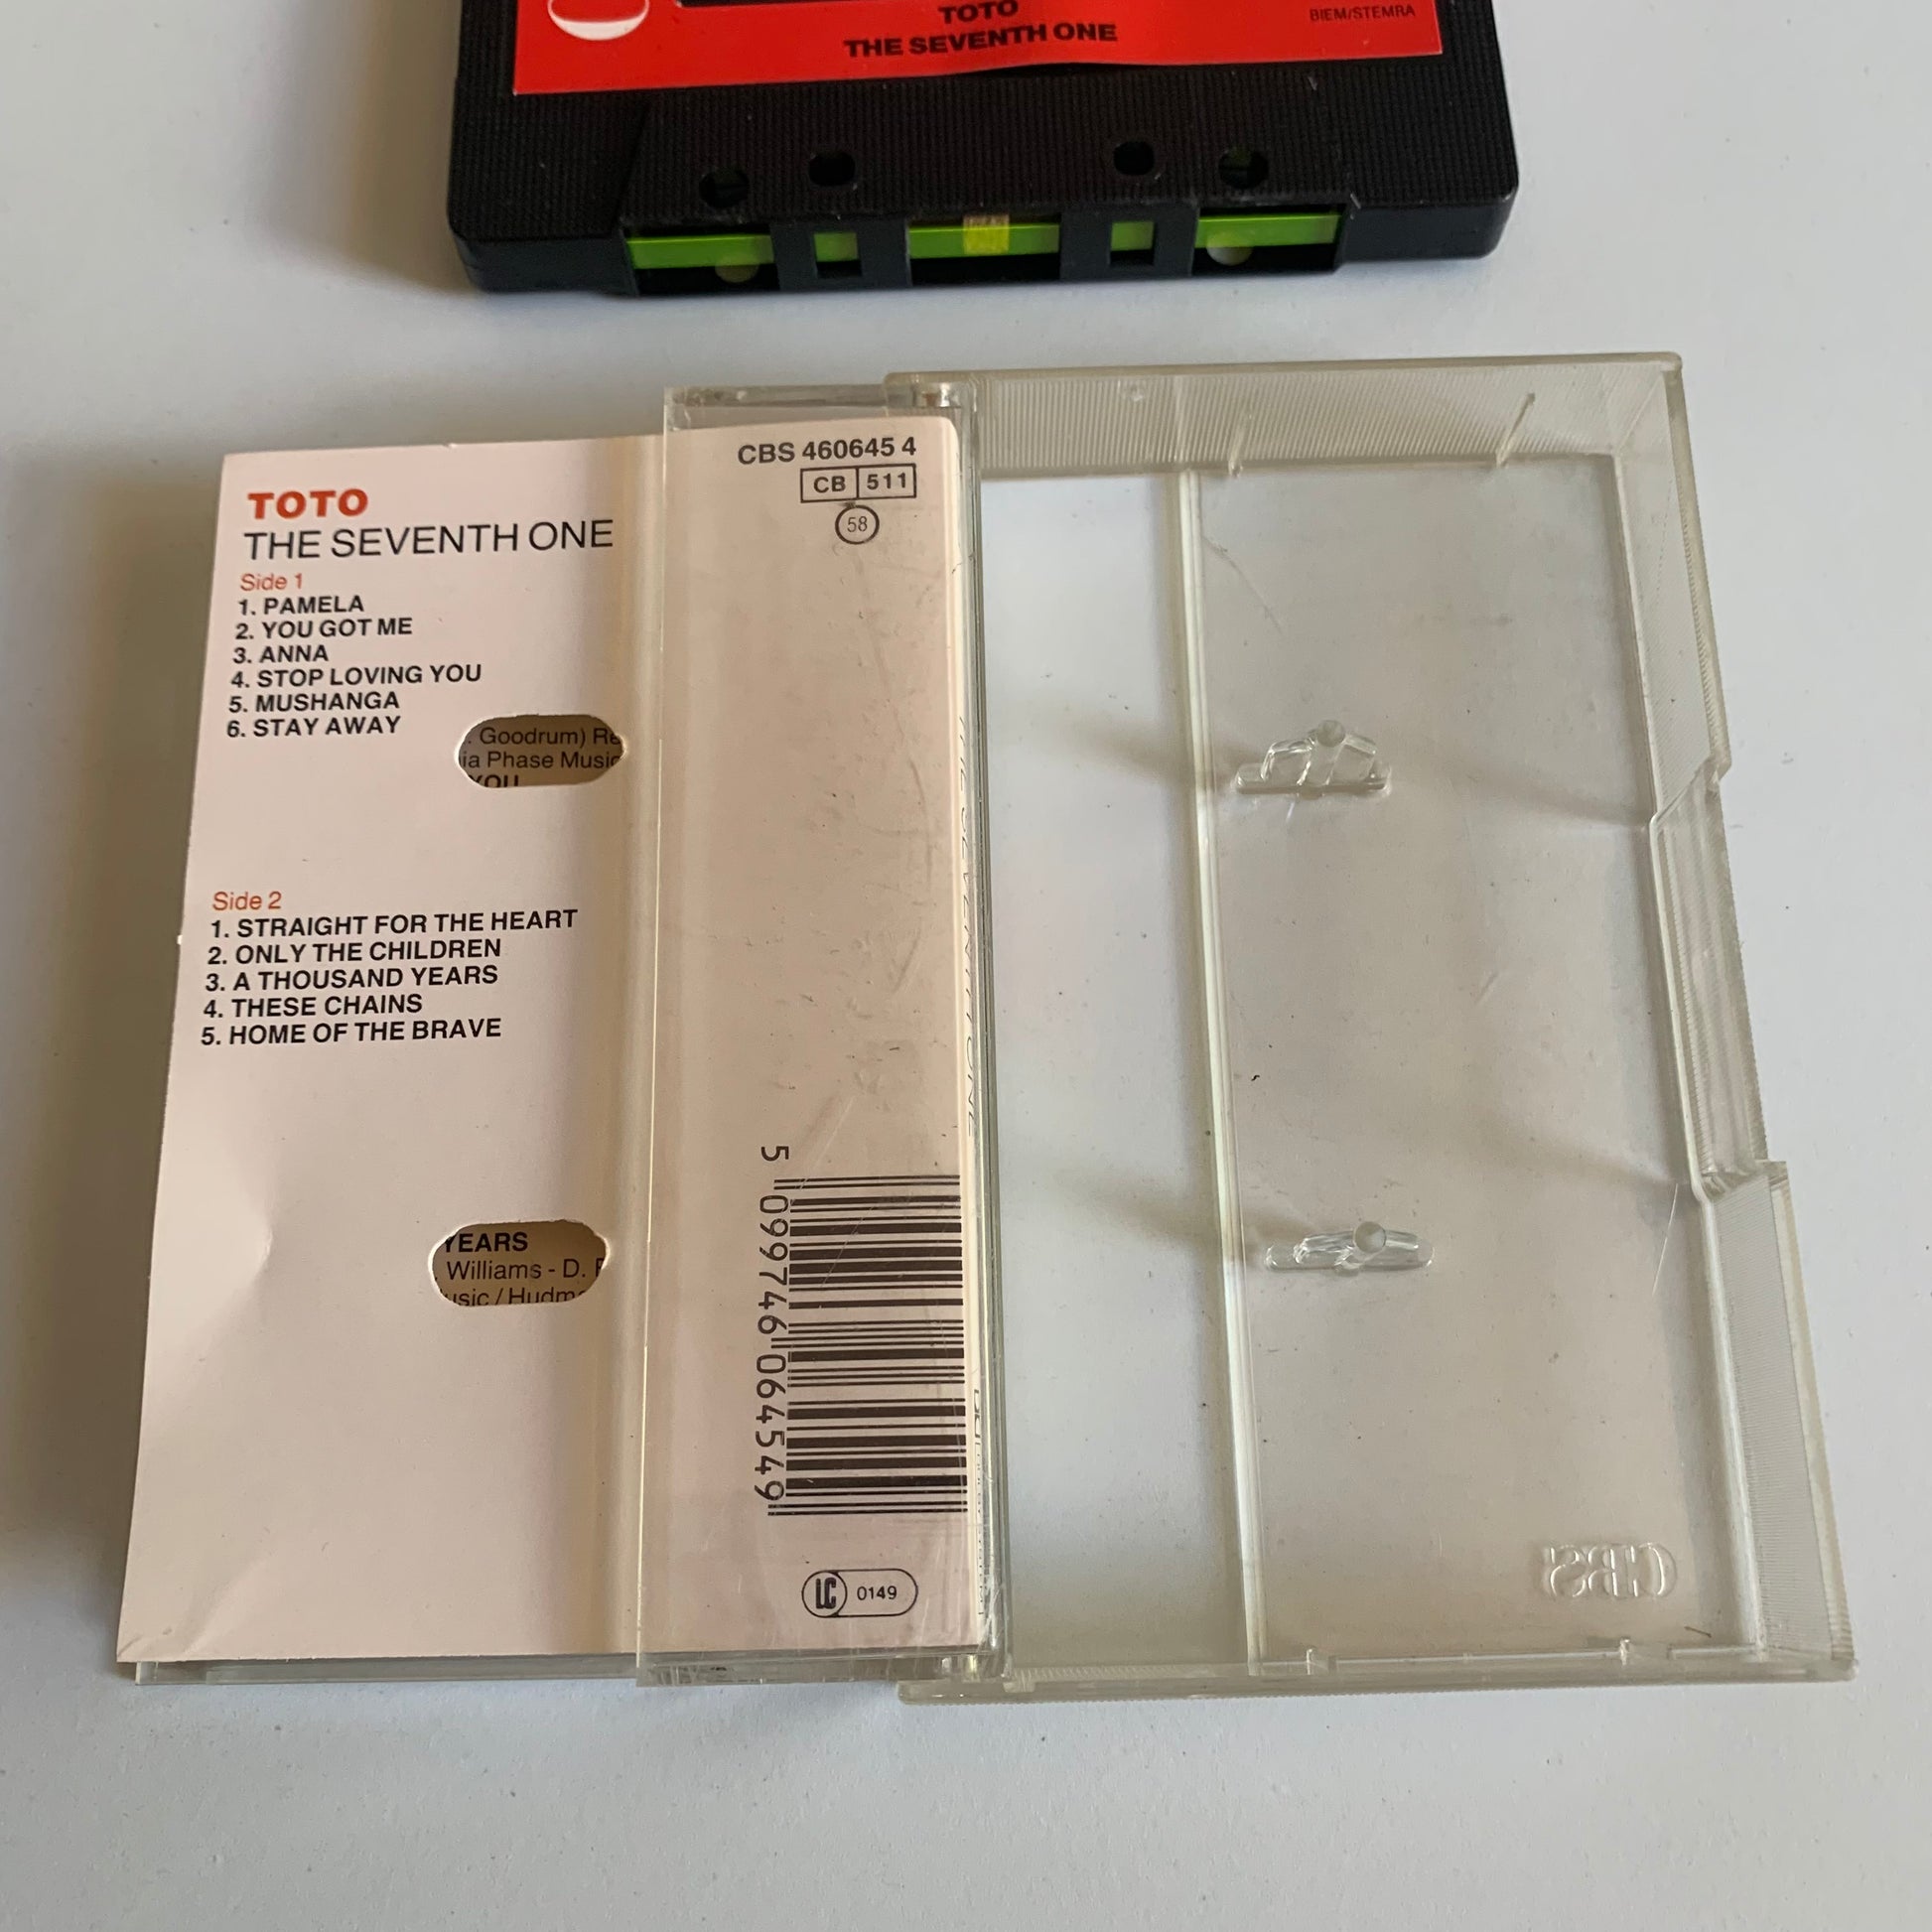 TOTO
THE SEVENTH ONE
BIEM/STEMRA
CBS 460645 4
CB 511
58
TOTO
THE SEVENTH ONE
Side 1
1. PAMELA
2. YOU GOT ME
3. ANNA
4. STOP LOVING YOU
5. MUSHANGA
6. STAY AWAY
Goodrum)
Phase Music
YOU
Side 2
1. STRAIGHT FOR THE HEART
2. ONLY THE CHILDREN
3. A THOUSAND YEARS
4. THESE CHAINS
5. HOME OF THE BRAVE
YEARS
Williams - D.
5 099746 064549
LC 0149
THE SEVENTH ONE
CBS